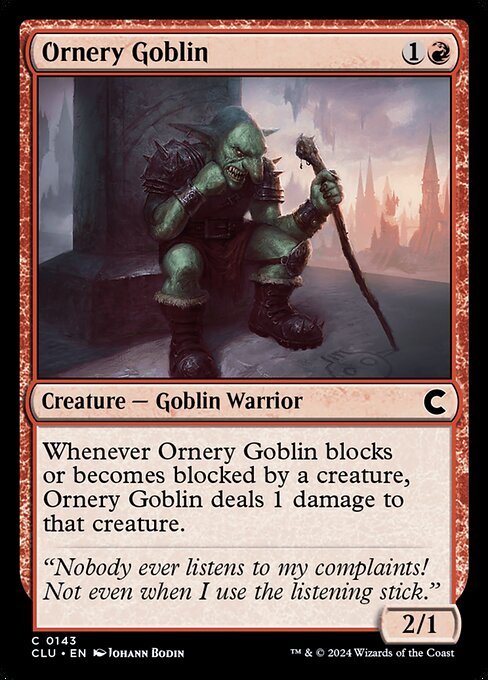 Ornery Goblin 1
Creature — Goblin Warrior
Whenever Ornery Goblin blocks
or becomes blocked by a creature,
Ornery Goblin deals 1 damage to
that creature.
“Nobody ever listens to my complaints!
Not even when I use the listening stick.”
2/1
C 0143
CLU • EN Johann Bodin
™ & © 2024 Wizards of the Coast